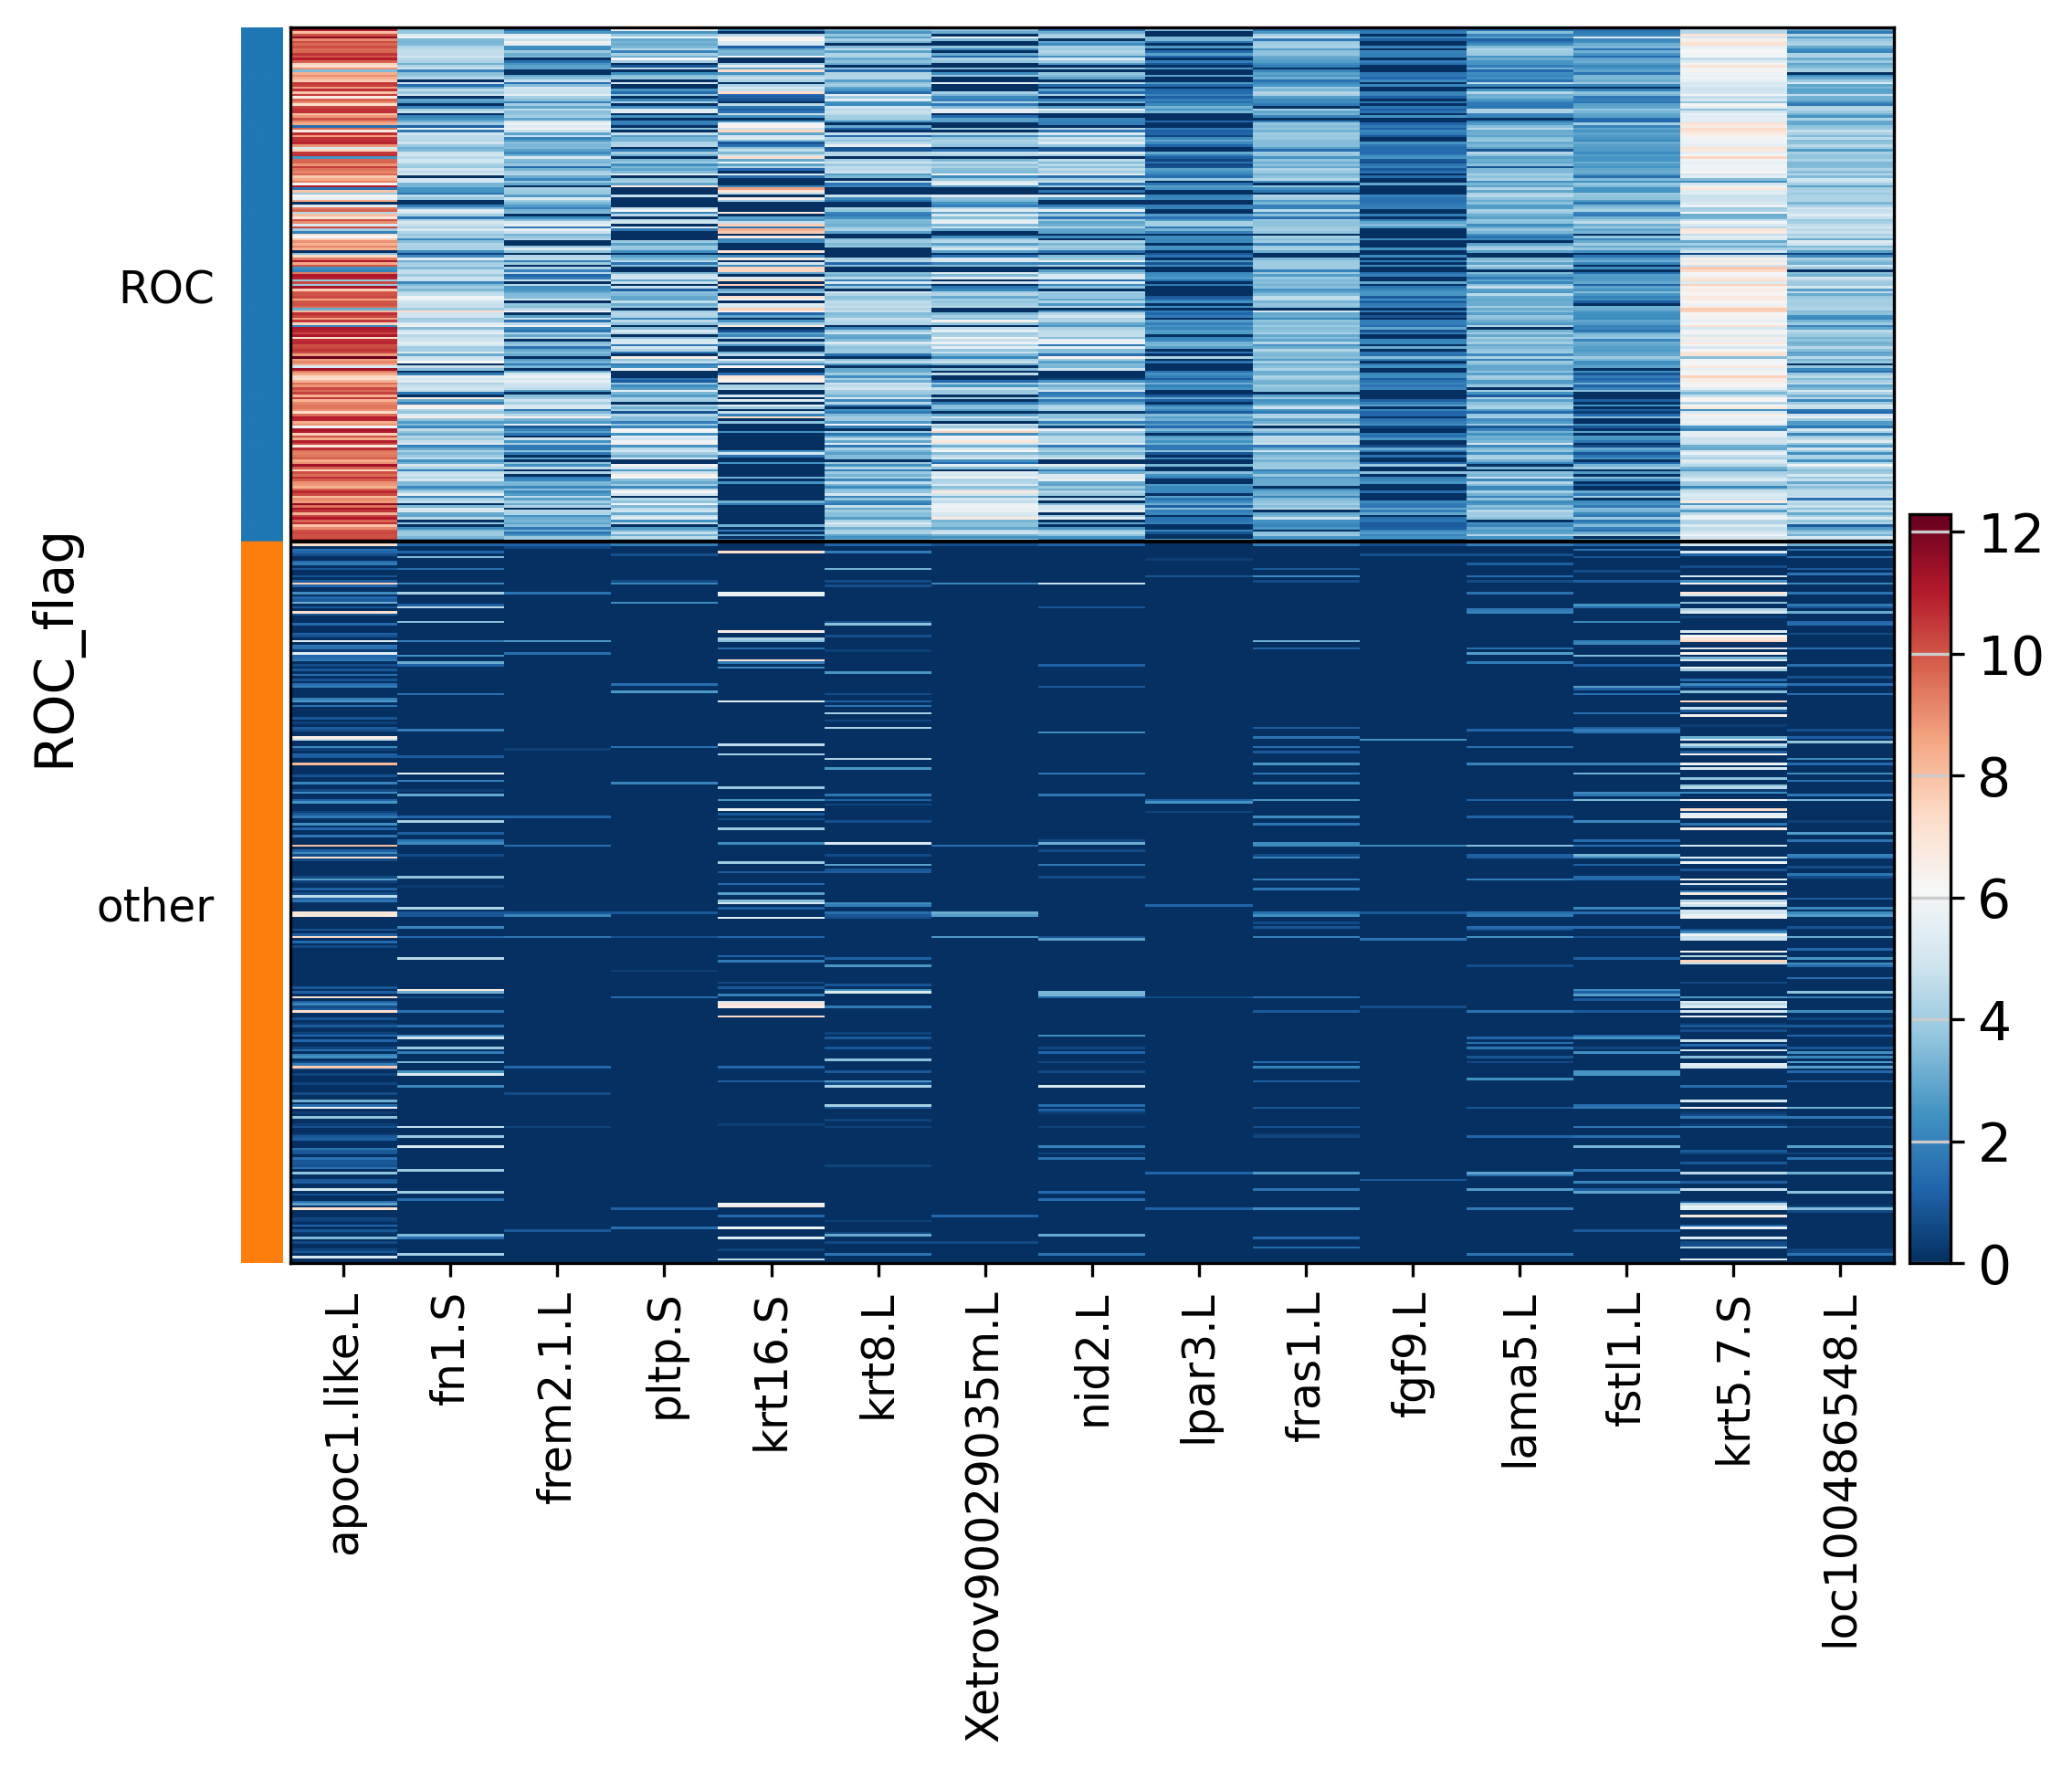 ROC_flag
ROC
other
12
10
8
6
4
2
0
apoc1.like.L
fn1.S
frem2.1.L
pltp.S
krt16.S
krt8.L
Xetrov90029035m.L
nid2.L
lpar3.L
fras1.L
fgf9.L
lama5.L
fstl1.L
krt5.7.S
loc100486548.L